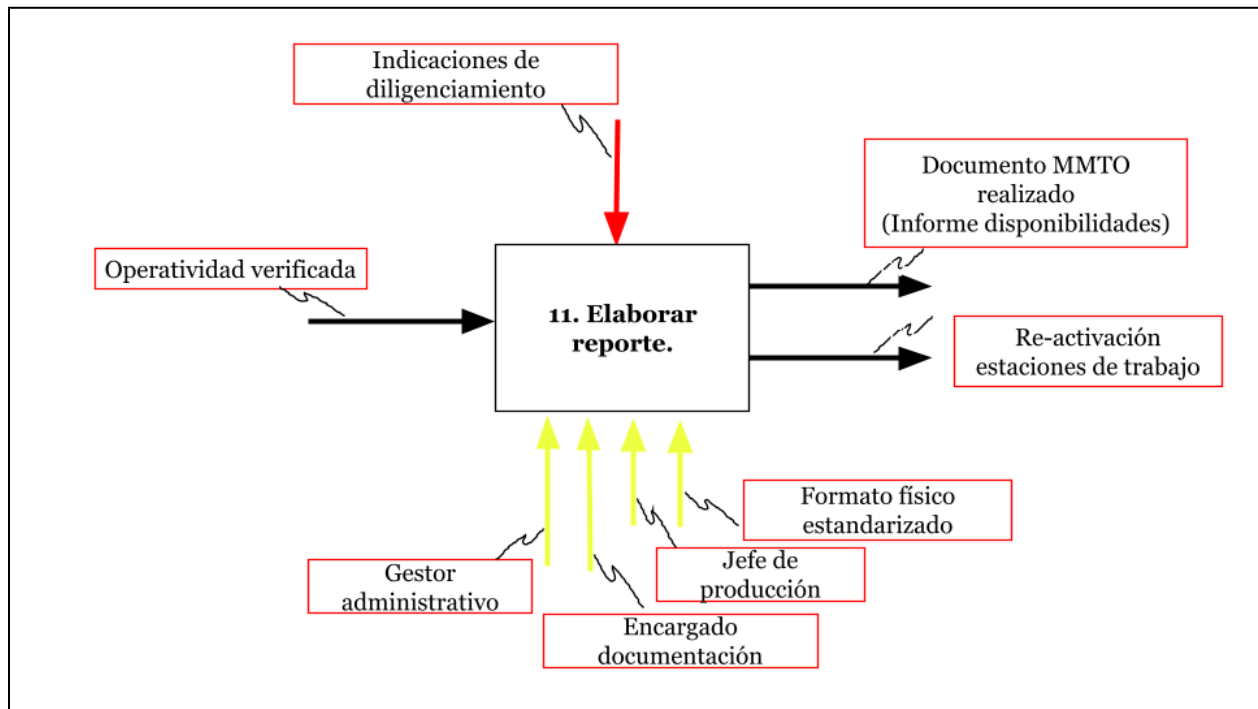 Indicaciones de
diligenciamiento
Documento MMTO
realizado
(Informe disponibilidades)
Operatividad verificada
11. Elaborar
reporte.
Re-activación
estaciones de trabajo
Formato físico
estandarizado
Jefe de
producción
Gestor
administrativo
Encargado
documentación